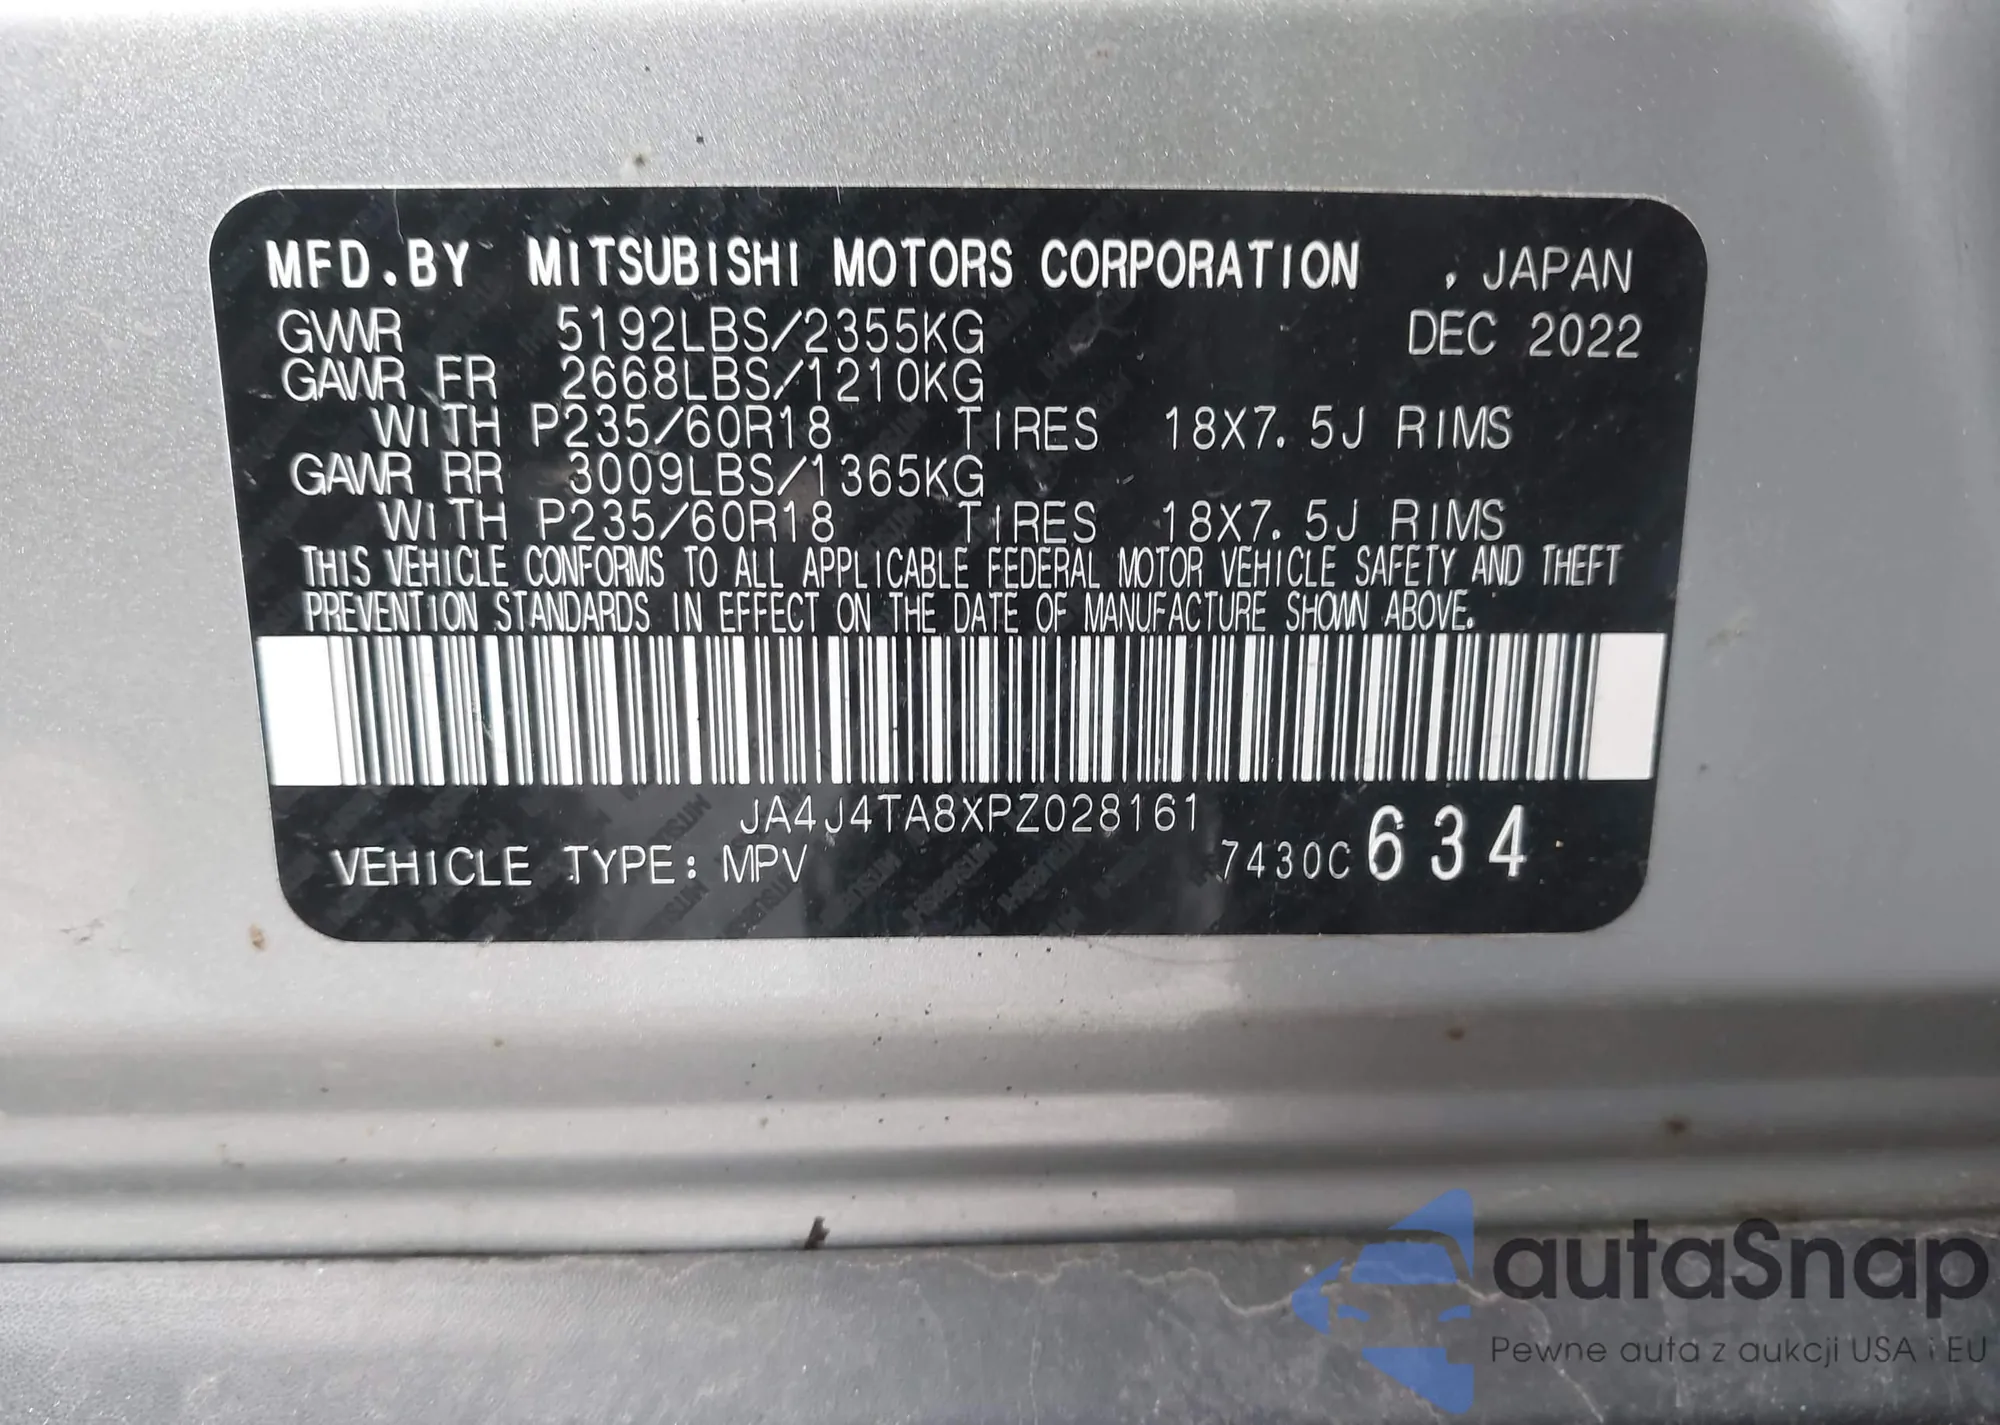 MFD.BY MITSUBISHI MOTORS CORPORATION , JAPAN
GVWR 5192LBS/2355KG DEC 2022
GAWR FR 2668LBS/1210KG
WITH P235/60R18 TIRES 18X7.5J RIMS
GAWR RR 3009LBS/1365KG
WITH P235/60R18 TIRES 18X7.5J RIMS
THIS VEHICLE CONFORMS TO ALL APPLICABLE FEDERAL MOTOR VEHICLE SAFETY AND THEFT
PREVENTION STANDARDS IN EFFECT ON THE DATE OF MANUFACTURE SHOWN ABOVE.
JA4J4TA8XPZ028161
VEHICLE TYPE: MPV 7430C 634
autaSnap
Pewne auta z aukcji USA i EU